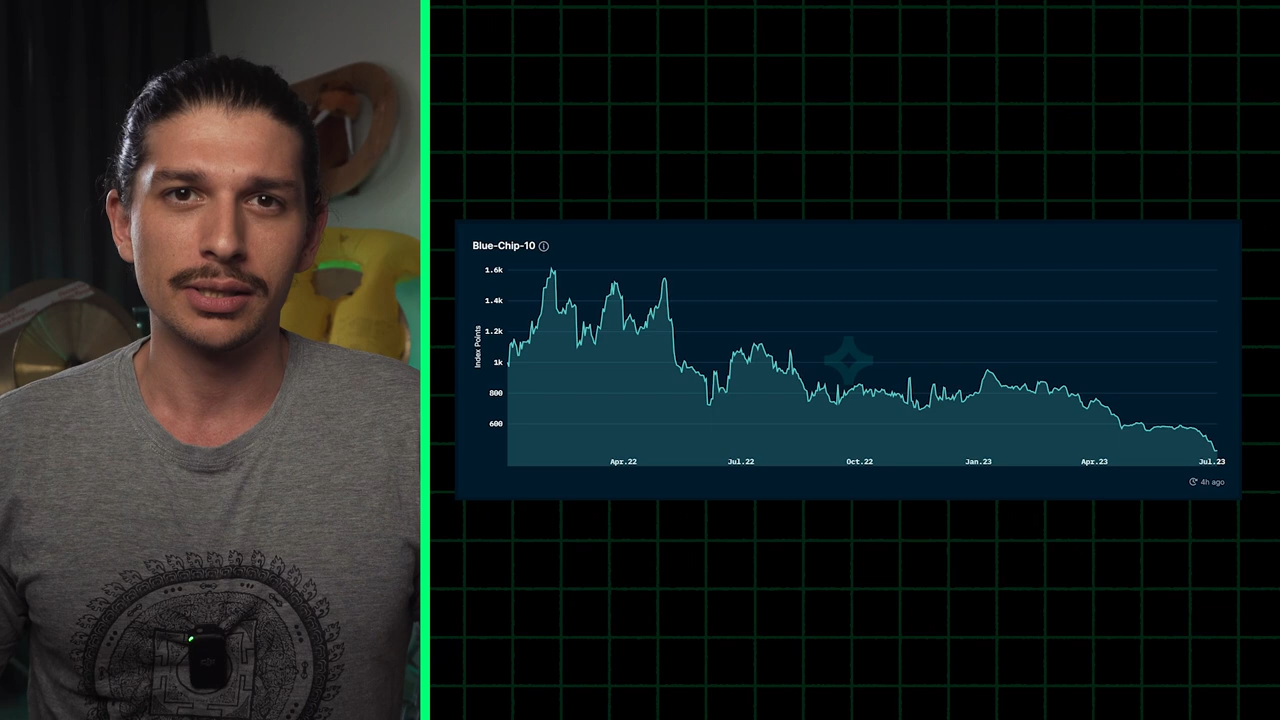 Blue-Chip-10
1.6k
1.4k
1.2k
1k
800
600
Index Points
Apr.22 Jul.22 Oct.22 Jan.23 Apr.23 Jul.23
4h ago
dji